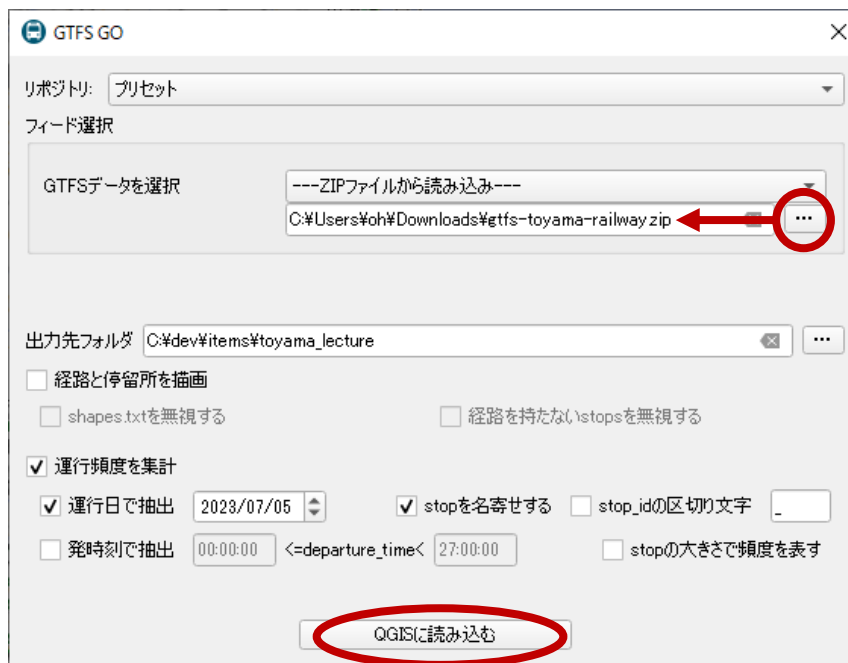 GTFS GO
リポジトリ: プリセット
フィード選択
GTFSデータを選択 ---ZIPファイルから読み込み---
C:¥Users¥oh¥Downloads¥gtfs-toyama-railway.zip ...
出力先フォルダ C:¥dev¥items¥toyama_lecture ...
経路と停留所を描画
shapes.txtを無視する 経路を持たないstopsを無視する
運行頻度を集計
運行日で抽出 2023/07/05 stopを名寄せする stop_idの区切り文字 _
発時刻で抽出 00:00:00 <=departure_time< 27:00:00 stopの大きさで頻度を表す
QGISに読み込む